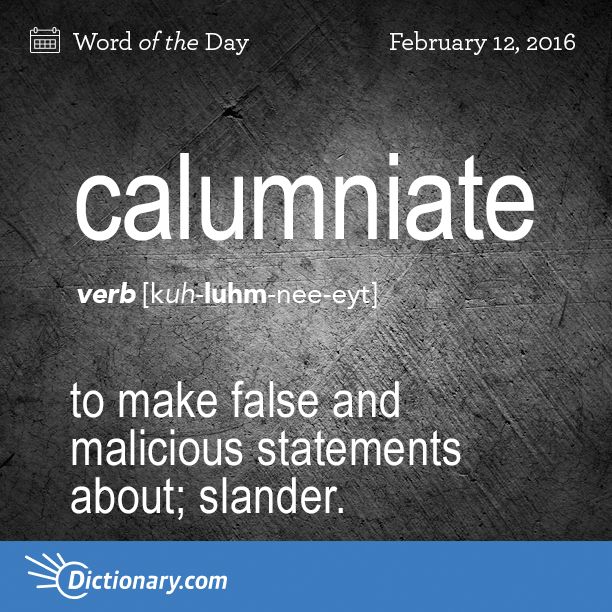 Word of the Day February 12, 2016
calumniate
verb [kuh-luhm-nee-eyt]
to make false and
malicious statements
about; slander.
Dictionary.com